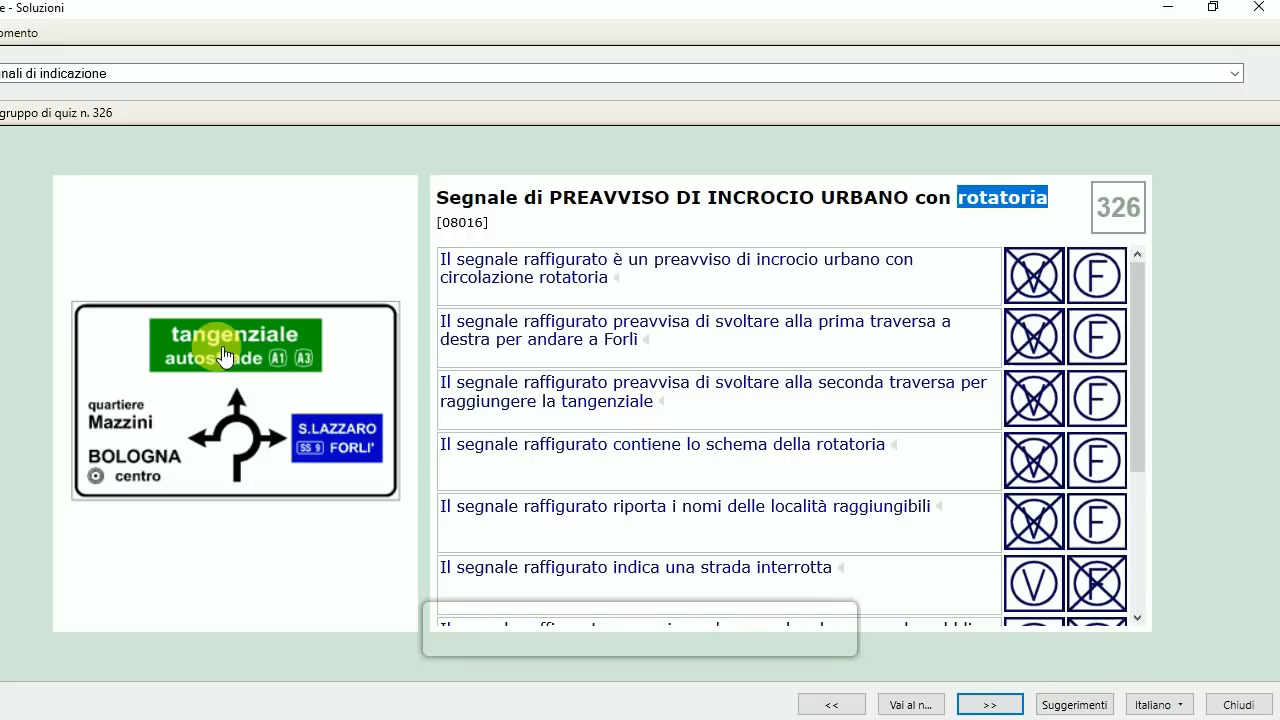 e - Soluzioni
omento
nali di indicazione
gruppo di quiz n. 326
tangenziale
autostrade A1 A3
quartiere
Mazzini
BOLOGNA
centro
S.LAZZARO
SS 9 FORLI'
Segnale di PREAVVISO DI INCROCIO URBANO con rotatoria
[08016]
326
Il segnale raffigurato è un preavviso di incrocio urbano con
circolazione rotatoria
V F
Il segnale raffigurato preavvisa di svoltare alla prima traversa a
destra per andare a Forlì
V F
Il segnale raffigurato preavvisa di svoltare alla seconda traversa per
raggiungere la tangenziale
V F
Il segnale raffigurato contiene lo schema della rotatoria
V F
Il segnale raffigurato riporta i nomi delle località raggiungibili
V F
Il segnale raffigurato indica una strada interrotta
V F
<< Vai al n... >> Suggerimenti Italiano Chiudi